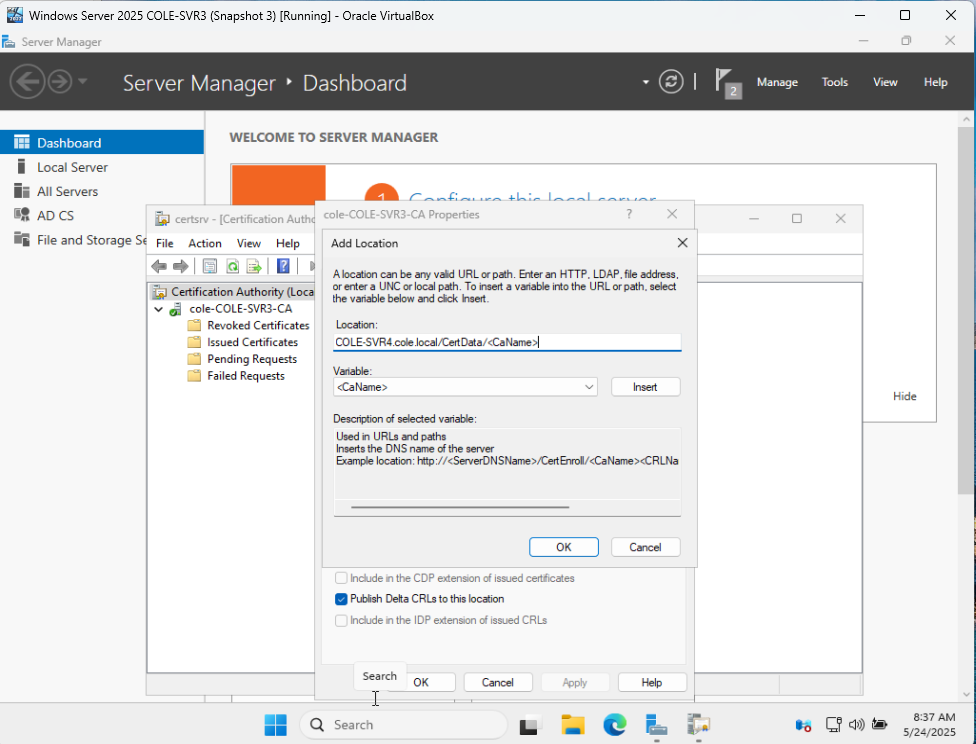 Windows Server 2025 COLE-SVR3 (Snapshot 3) [Running] - Oracle VirtualBox
Server Manager
Server Manager • Dashboard
2
Manage
Tools
View
Help
Dashboard
Local Server
All Servers
AD CS
File and Storage Se
WELCOME TO SERVER MANAGER
1
Configure this local server
Hide
certsrv - [Certification Autho
File
Action
View
Help
Certification Authority (Loca
cole-COLE-SVR3-CA
Revoked Certificates
Issued Certificates
Pending Requests
Failed Requests
cole-COLE-SVR3-CA Properties
?
Add Location
A location can be any valid URL or path. Enter an HTTP, LDAP, file address,
or enter a UNC or local path. To insert a variable into the URL or path, select
the variable below and click Insert.
Location:
COLE-SVR4.cole.local/CertData/<CaName>
Variable:
<CaName>
Insert
Description of selected variable:
Used in URLs and paths
Inserts the DNS name of the server
Example location: http://<ServerDNSName>/CertEnroll/<CaName><CRLNa
OK
Cancel
Include in the CDP extension of issued certificates
Publish Delta CRLs to this location
Include in the IDP extension of issued CRLs
Search
OK
Cancel
Apply
Help
Search
8:37 AM
5/24/2025